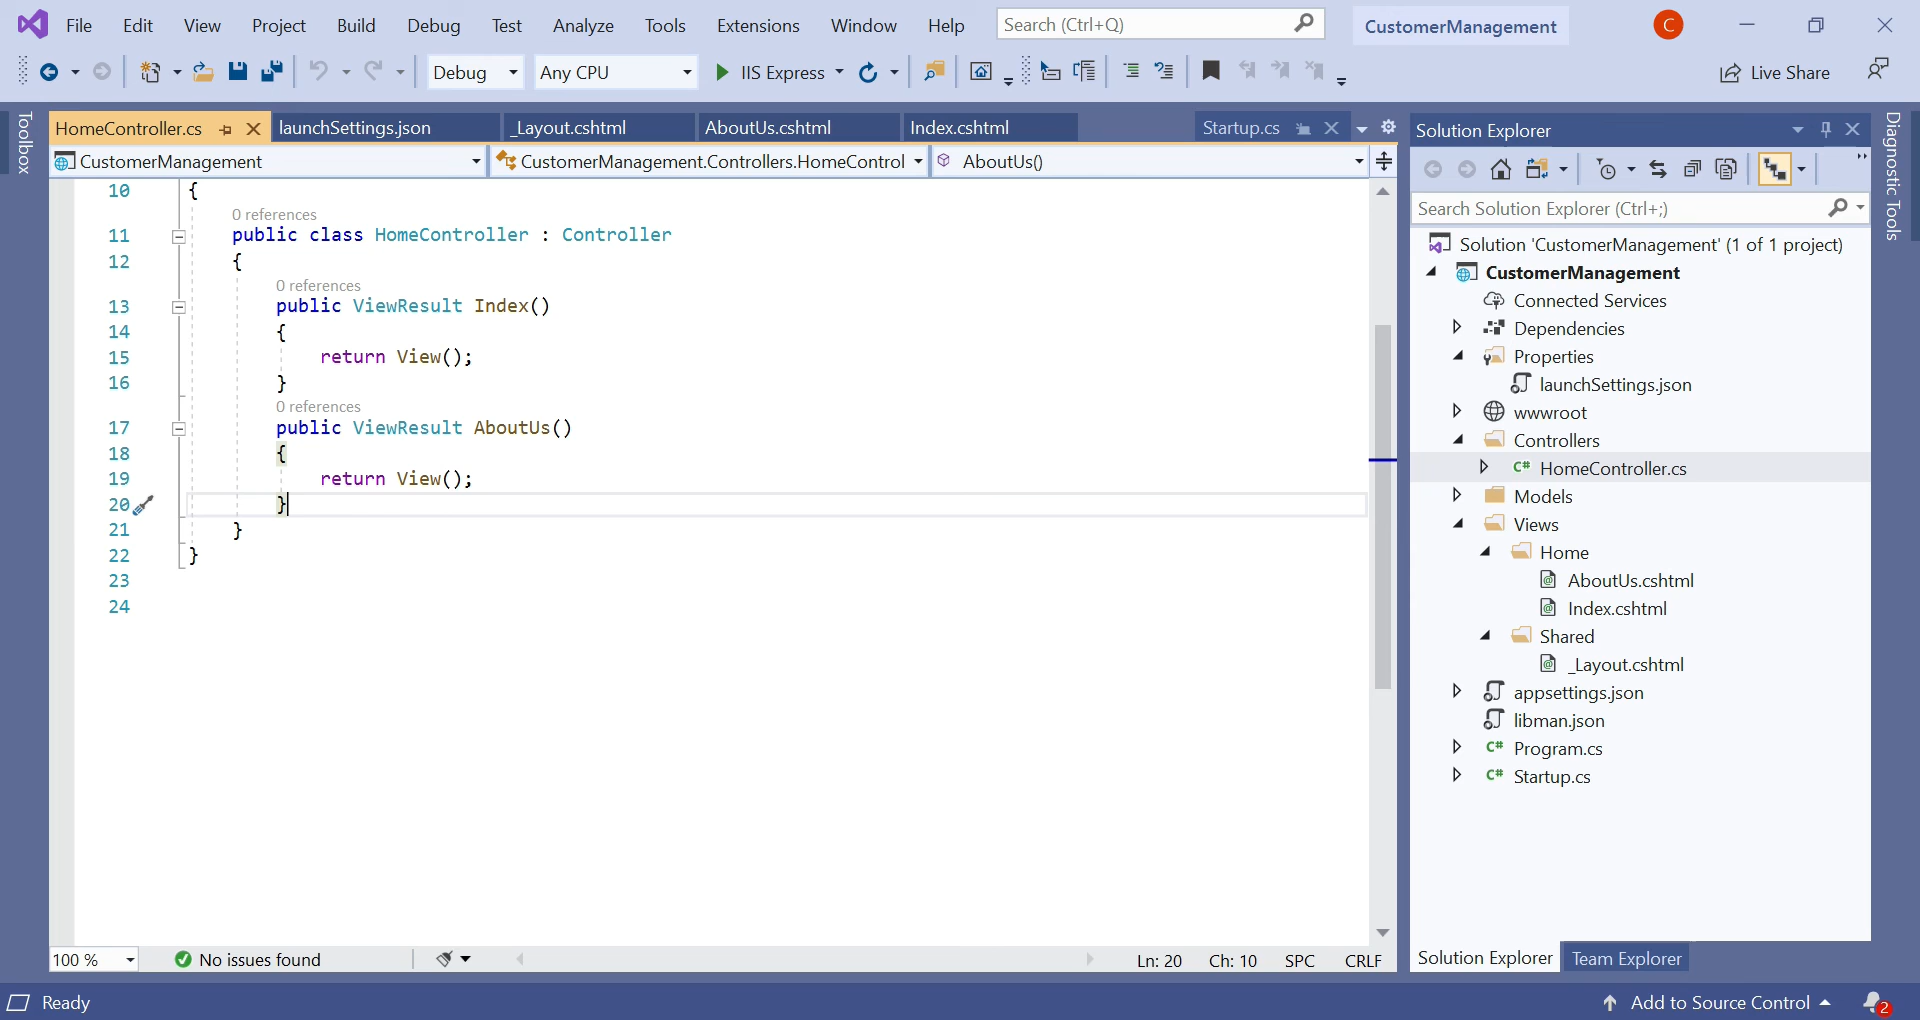 File Edit View Project Build Debug Test Analyze Tools Extensions Window Help Search (Ctrl+Q) CustomerManagement C
Debug Any CPU IIS Express Live Share
Toolbox
HomeController.cs launchSettings.json _Layout.cshtml AboutUs.cshtml Index.cshtml Startup.cs
CustomerManagement CustomerManagement.Controllers.HomeControl AboutUs()
10 {
0 references
11 public class HomeController : Controller
12 {
0 references
13 public ViewResult Index()
14 {
15 return View();
16 }
0 references
17 public ViewResult AboutUs()
18 {
19 return View();
20 }
21 }
22 }
23
24
100 % No issues found Ln: 20 Ch: 10 SPC CRLF
Solution Explorer
Search Solution Explorer (Ctrl+;)
Solution 'CustomerManagement' (1 of 1 project)
CustomerManagement
Connected Services
Dependencies
Properties
launchSettings.json
wwwroot
Controllers
C# HomeController.cs
Models
Views
Home
AboutUs.cshtml
Index.cshtml
Shared
_Layout.cshtml
appsettings.json
libman.json
C# Program.cs
C# Startup.cs
Solution Explorer Team Explorer
Diagnostic Tools
Ready Add to Source Control 2